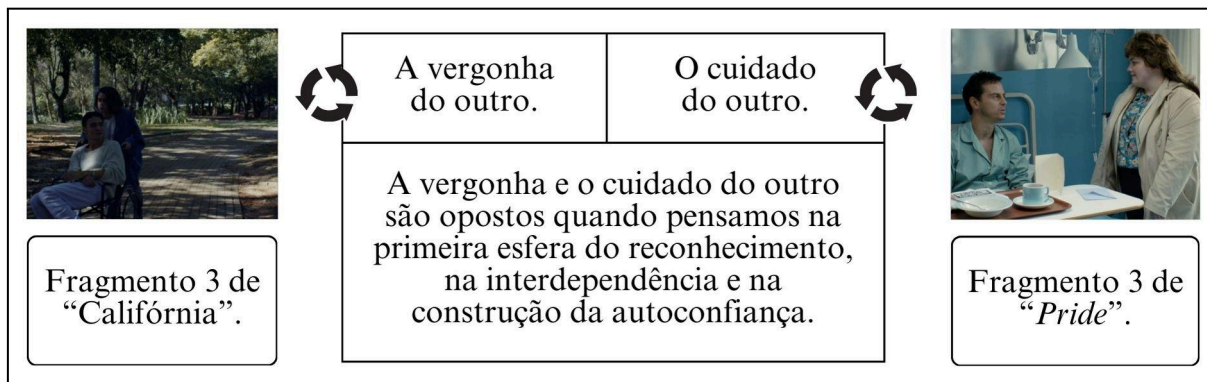 A vergonha
do outro.
O cuidado
do outro.
A vergonha e o cuidado do outro
são opostos quando pensamos na
primeira esfera do reconhecimento,
na interdependência e na
construção da autoconfiança.
Fragmento 3 de
“Califórnia”.
Fragmento 3 de
“Pride”.